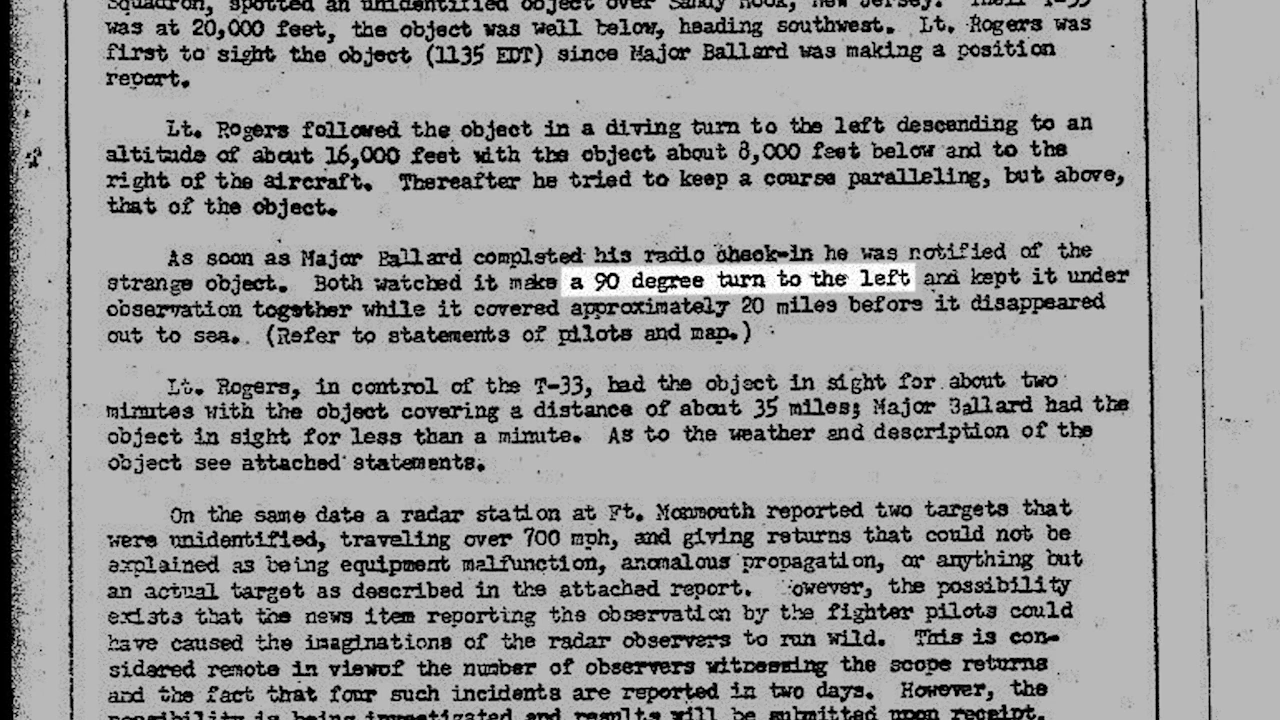 Squadron, spotted an unidentified object over Sandy Hook, New Jersey. Their T-33
was at 20,000 feet, the object was well below, heading southwest. Lt. Rogers was
first to sight the object (1135 EDT) since Major Ballard was making a position
report.
Lt. Rogers followed the object in a diving turn to the left descending to an
altitude of about 16,000 feet with the object about 8,000 feet below and to the
right of the aircraft. Thereafter he tried to keep a course paralleling, but above,
that of the object.
As soon as Major Ballard completed his radio check-in he was notified of the
strange object. Both watched it make a 90 degree turn to the left and kept it under
observation together while it covered approximately 20 miles before it disappeared
out to sea. (Refer to statements of pilots and map.)
Lt. Rogers, in control of the T-33, had the object in sight for about two
minutes with the object covering a distance of about 35 miles; Major Ballard had the
object in sight for less than a minute. As to the weather and description of the
object see attached statements.
On the same date a radar station at Ft. Monmouth reported two targets that
were unidentified, traveling over 700 mph, and giving returns that could not be
explained as being equipment malfunction, anomalous propagation, or anything but
an actual target as described in the attached report. owever, the possibility
exists that the news item reporting the observation by the fighter pilots could
have caused the imaginations of the radar observers to run wild. This is con-
sidered remote in viewof the number of observers witnessing the scope returns
and the fact that four such incidents are reported in two days. However, the
possibility is being investigated and results will be submitted upon receipt.